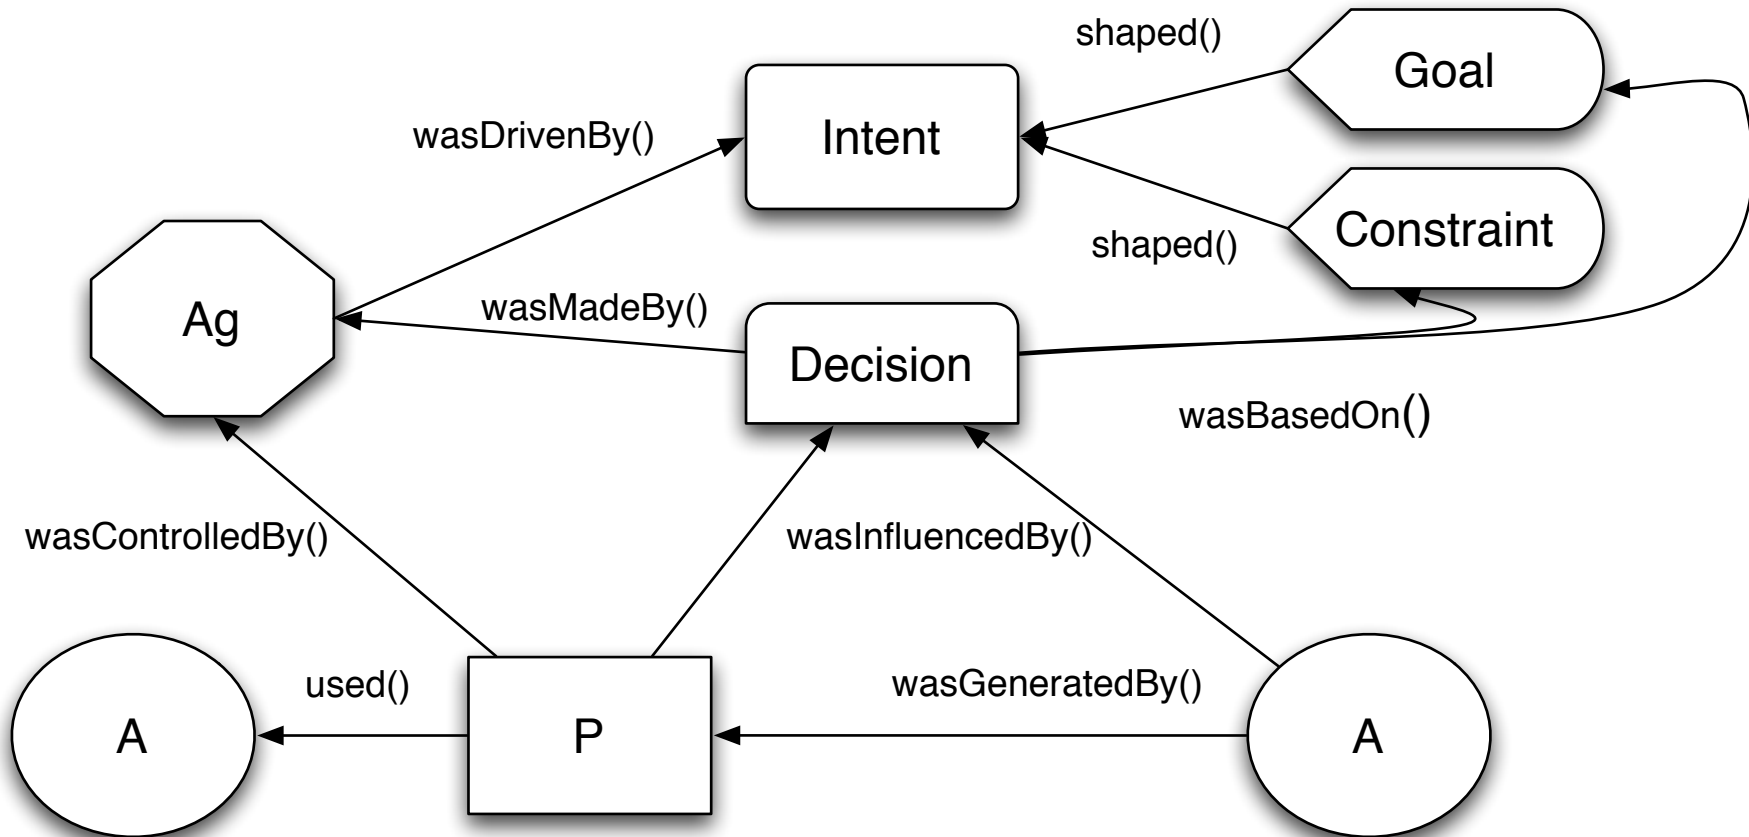 shaped()
Goal
wasDrivenBy()
Intent
Constraint
shaped()
Ag
wasMadeBy()
Decision
wasBasedOn()
wasControlledBy()
wasInfluencedBy()
used()
wasGeneratedBy()
A
P
A